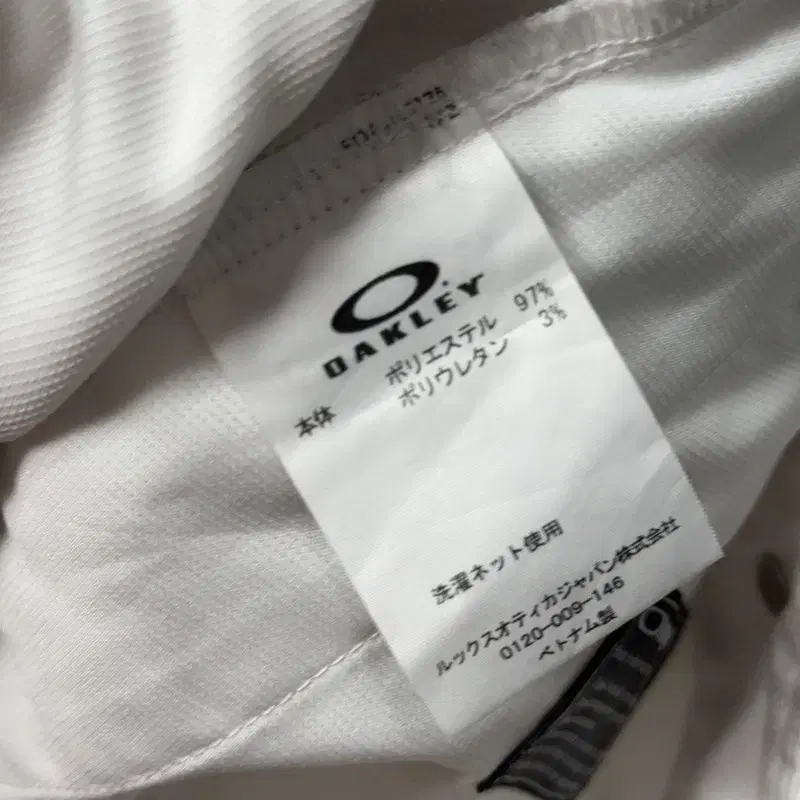 OAKLEY
本体 ポリエステル 97%
ポリウレタン 3%
洗濯ネット使用
ルックスオティカジャパン株式会社
0120-009-146
ベトナム製